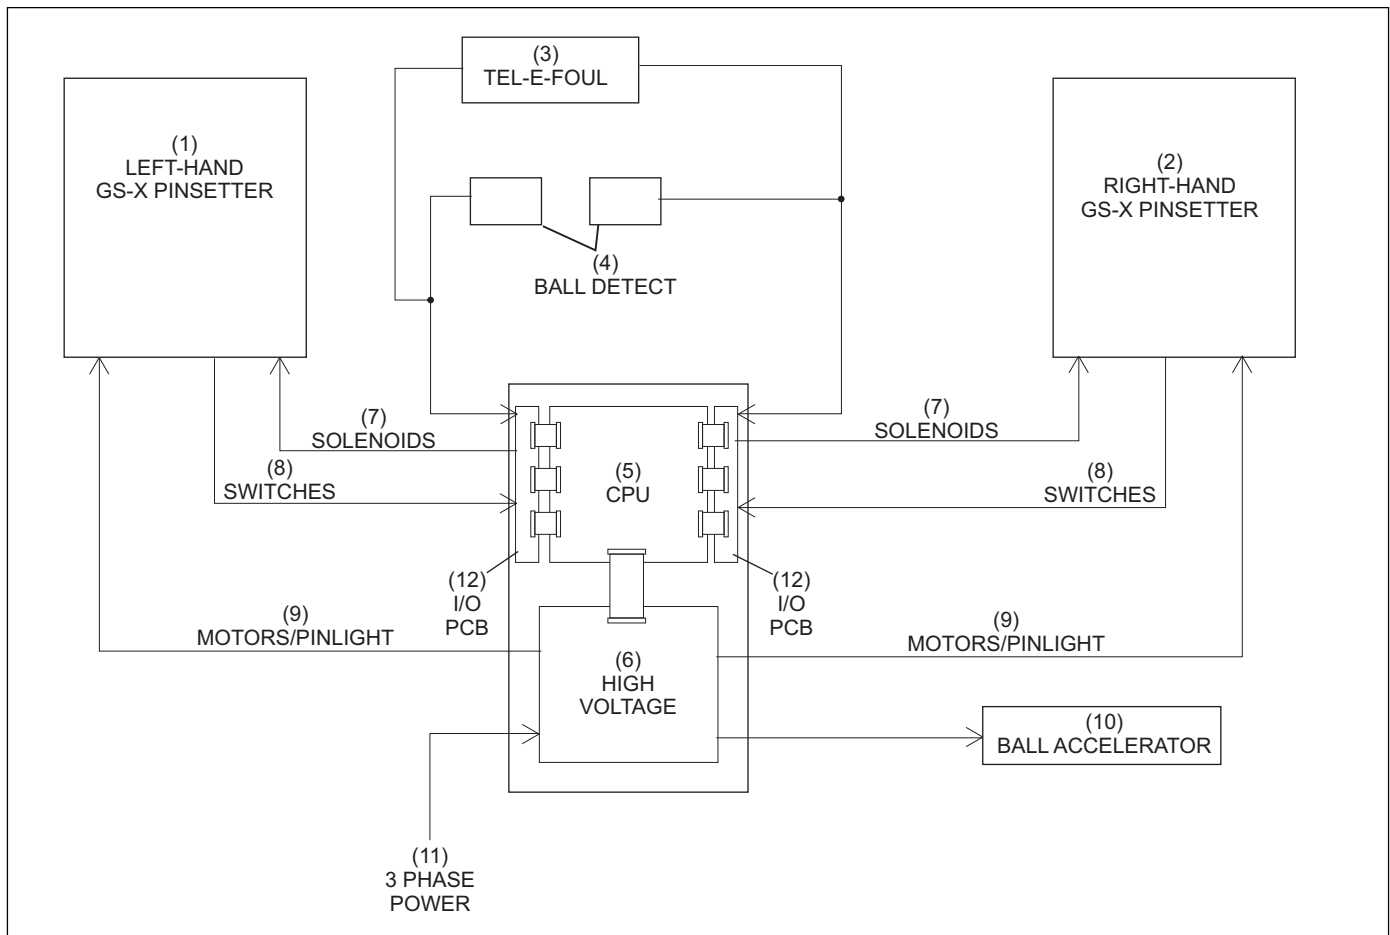 (3)
TEL-E-FOUL
(1)
LEFT-HAND
GS-X PINSETTER
(2)
RIGHT-HAND
GS-X PINSETTER
(4)
BALL DETECT
(7)
SOLENOIDS
(8)
SWITCHES
(5)
CPU
(7)
SOLENOIDS
(8)
SWITCHES
(12)
I/O
PCB
(12)
I/O
PCB
(9)
MOTORS/PINLIGHT
(6)
HIGH
VOLTAGE
(9)
MOTORS/PINLIGHT
(10)
BALL ACCELERATOR
(11)
3 PHASE
POWER